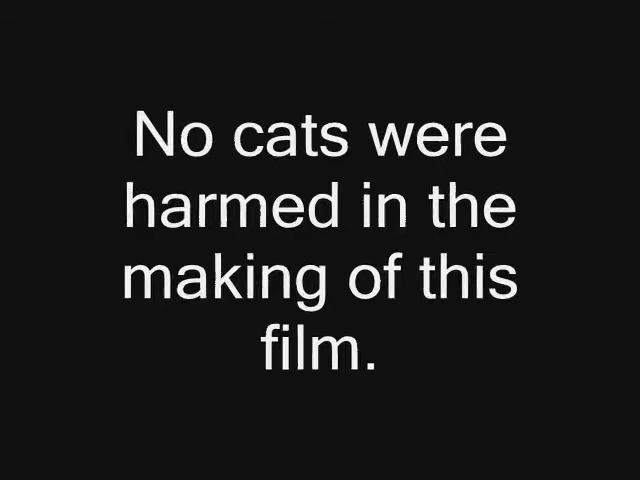 No cats were
harmed in the
making of this
film.